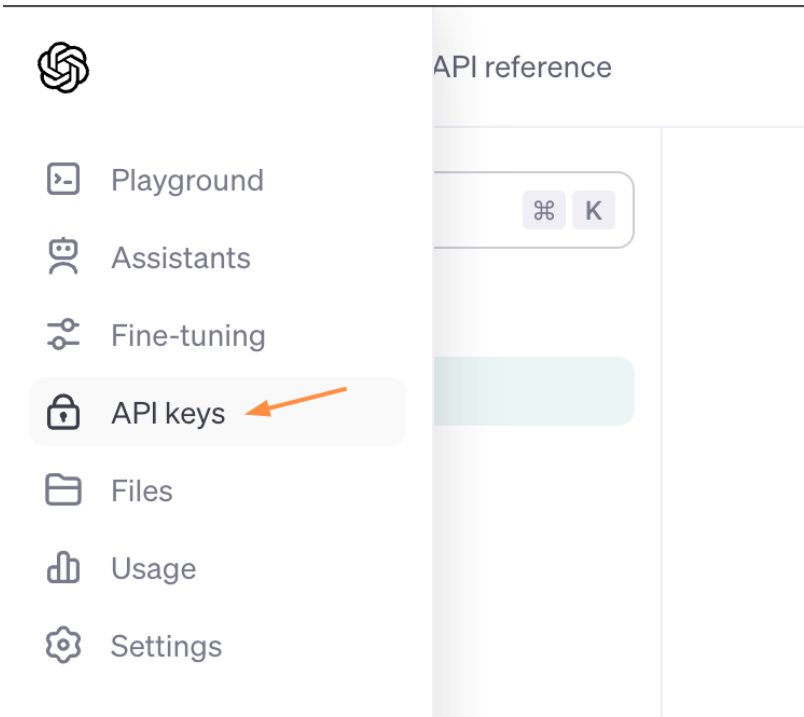 API reference
Playground
⌘ K
Assistants
Fine-tuning
API keys
Files
Usage
Settings